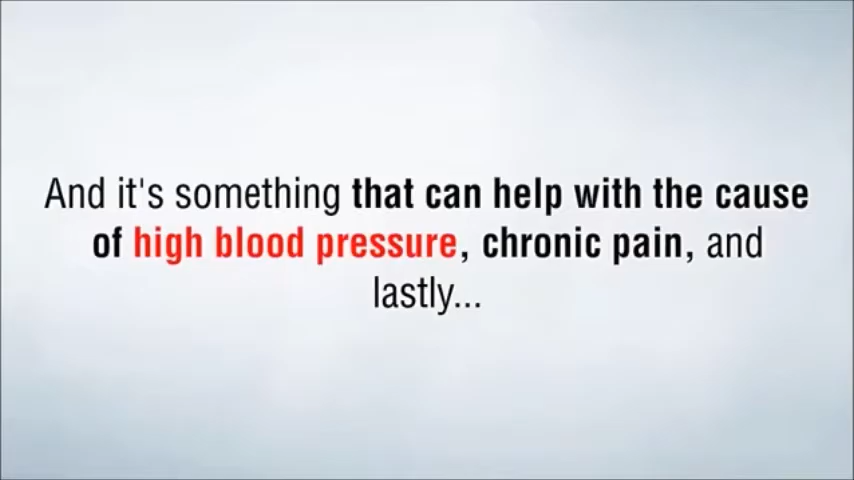 And it's something that can help with the cause
of high blood pressure, chronic pain, and
lastly...